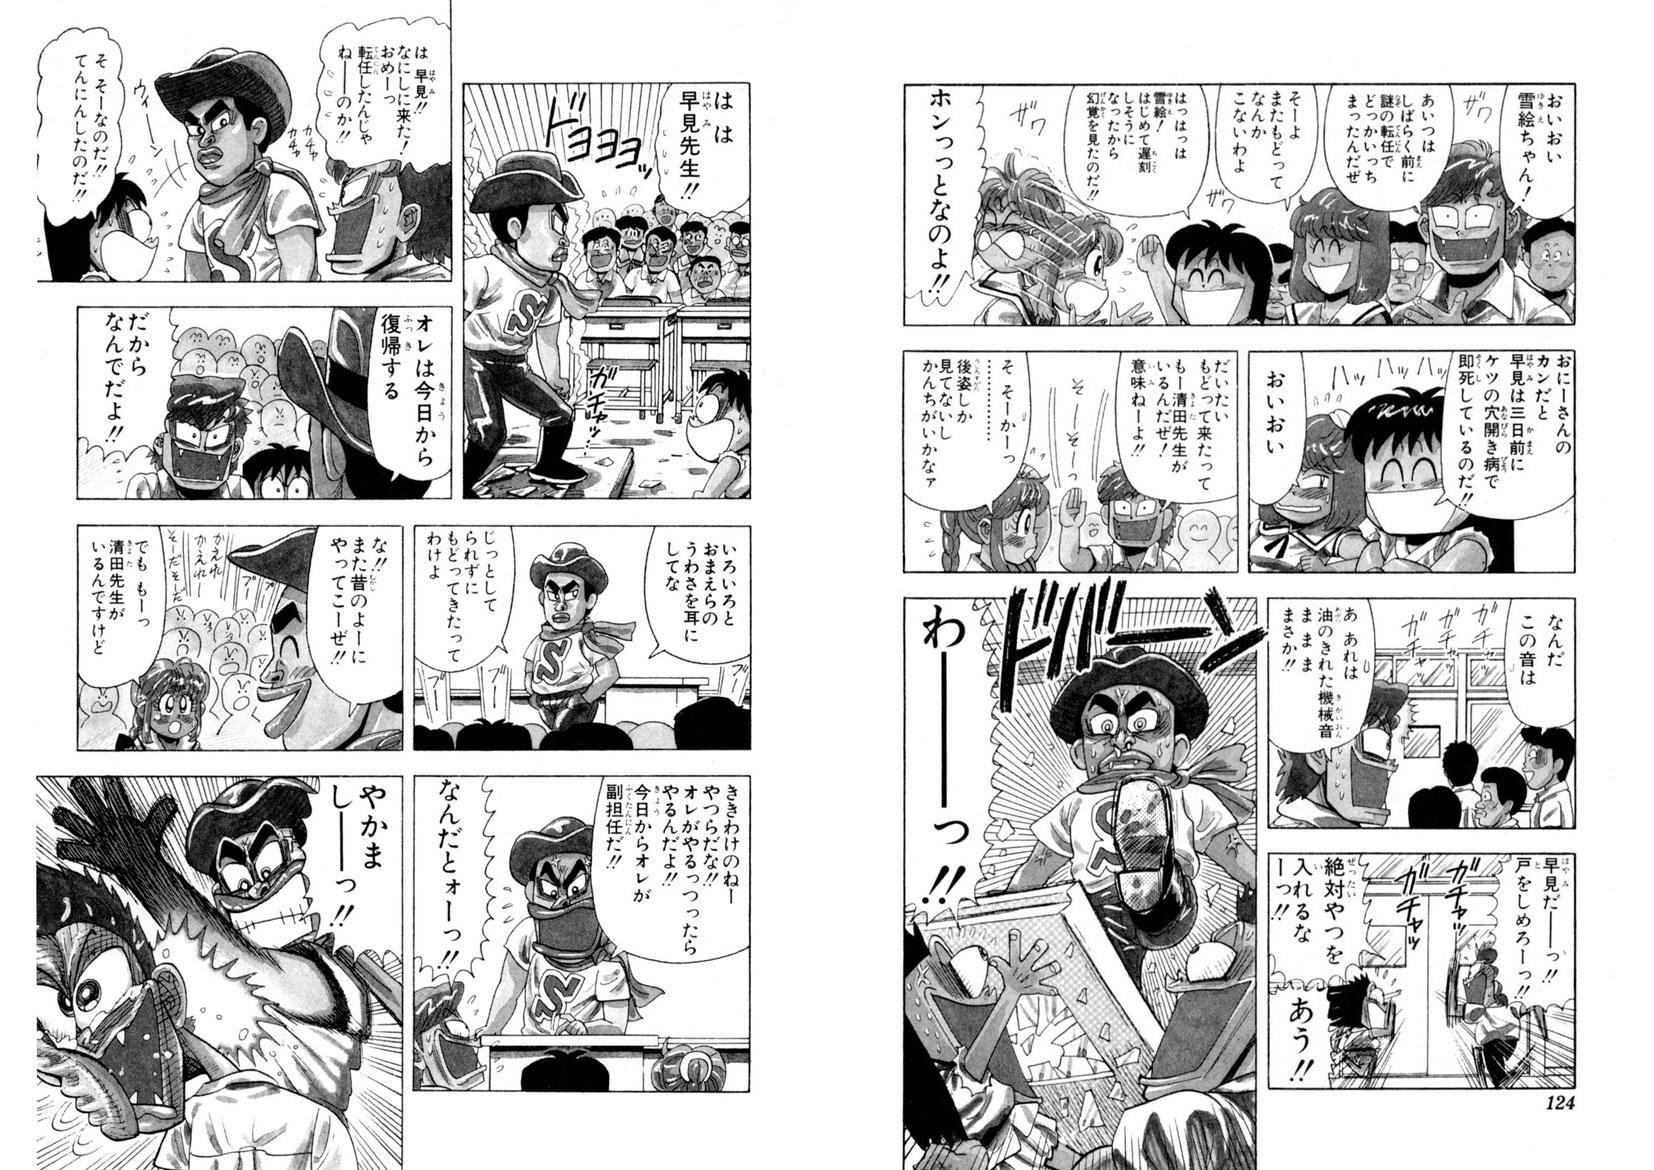 おいおい
雪絵ちゃん!
ザワ
あいつは
しばらく前に
謎の転任で
どっかいっち
まったんだぜ
そーよ
またもどって
なんか
こないわよ
ザワ
はっはっは
雪絵!
はじめて遅刻
しそうに
なったから
幻覚を見たのだ!!
ザワ
ホンっっとなのよ!!
おにーさんの
カンだと
早見は三日前に
ケツの穴開き病で
即死しているのだ!!
ハッハッハッハッ
おいおい
だいたい
もどって来たって
もー清田先生が
いるんだぜ!
意味ねーよ!!
そーそーっ
そ そーかーっ
…………
後姿しか
見てないし
かんちがいかなァ
なんだ
この音は
ガチャッ
ガチャッ
ガチャッ
あ あれは
油のきれた機械音
ま ま ま
まさか!!
早見だ――っ!!
戸をしめろーっ!!
ガチャッ
ガチャッ
絶対やつを
入れるな
ーっ!!
あう!!
ドガーン
わ―――っ!!
124
はは
早見先生!!
ドヨヨヨッ
ガチャッ…
は 早見!!
なにしに来た!
おめーっ
転任したんじゃ
ね――のか!!
カチャカチャ
ウィーン
そ そーなのだ!!
てんにんしたのだ!!
オレは今日から
復帰する
だから
なんでだよ!!
いろいろと
おまえらの
うわさを耳に
してな
じっとして
られずに
もどってきたって
わけよ
ブーブー
な!!
また昔のよーに
やってこーぜ!!
ブーブー
かえれ
かえれ
そーだそーだ
でも もーっ
清田先生が
いるんですけど
ききわけのねー
やつらだな!!
オレがやるっつったら
やるんだよ!!
今日からオレが
副担任だ!!
なんだとォーっ!!
やかま
し――っ!!